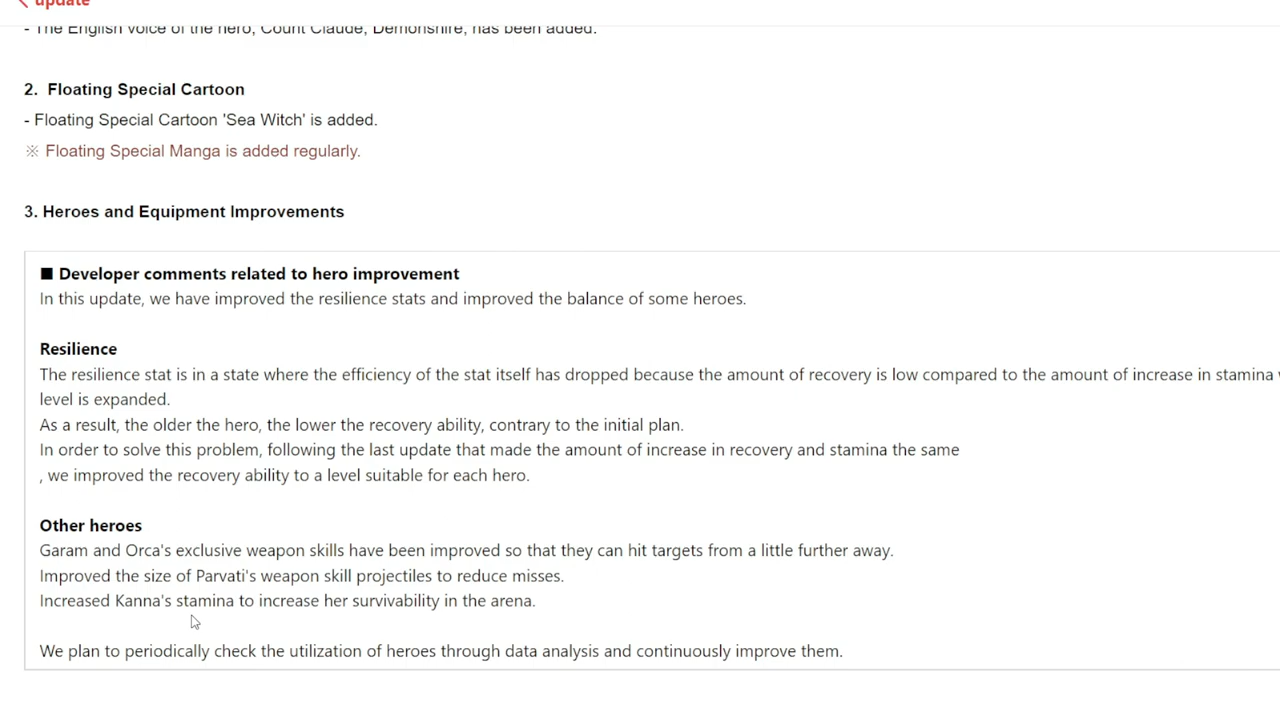 update
- The English voice of the hero, Count Claude, Demonshire, has been added.
2. Floating Special Cartoon
- Floating Special Cartoon 'Sea Witch' is added.
※ Floating Special Manga is added regularly.
3. Heroes and Equipment Improvements
■ Developer comments related to hero improvement
In this update, we have improved the resilience stats and improved the balance of some heroes.
Resilience
The resilience stat is in a state where the efficiency of the stat itself has dropped because the amount of recovery is low compared to the amount of increase in stamina
level is expanded.
As a result, the older the hero, the lower the recovery ability, contrary to the initial plan.
In order to solve this problem, following the last update that made the amount of increase in recovery and stamina the same
, we improved the recovery ability to a level suitable for each hero.
Other heroes
Garam and Orca's exclusive weapon skills have been improved so that they can hit targets from a little further away.
Improved the size of Parvati's weapon skill projectiles to reduce misses.
Increased Kanna's stamina to increase her survivability in the arena.
We plan to periodically check the utilization of heroes through data analysis and continuously improve them.